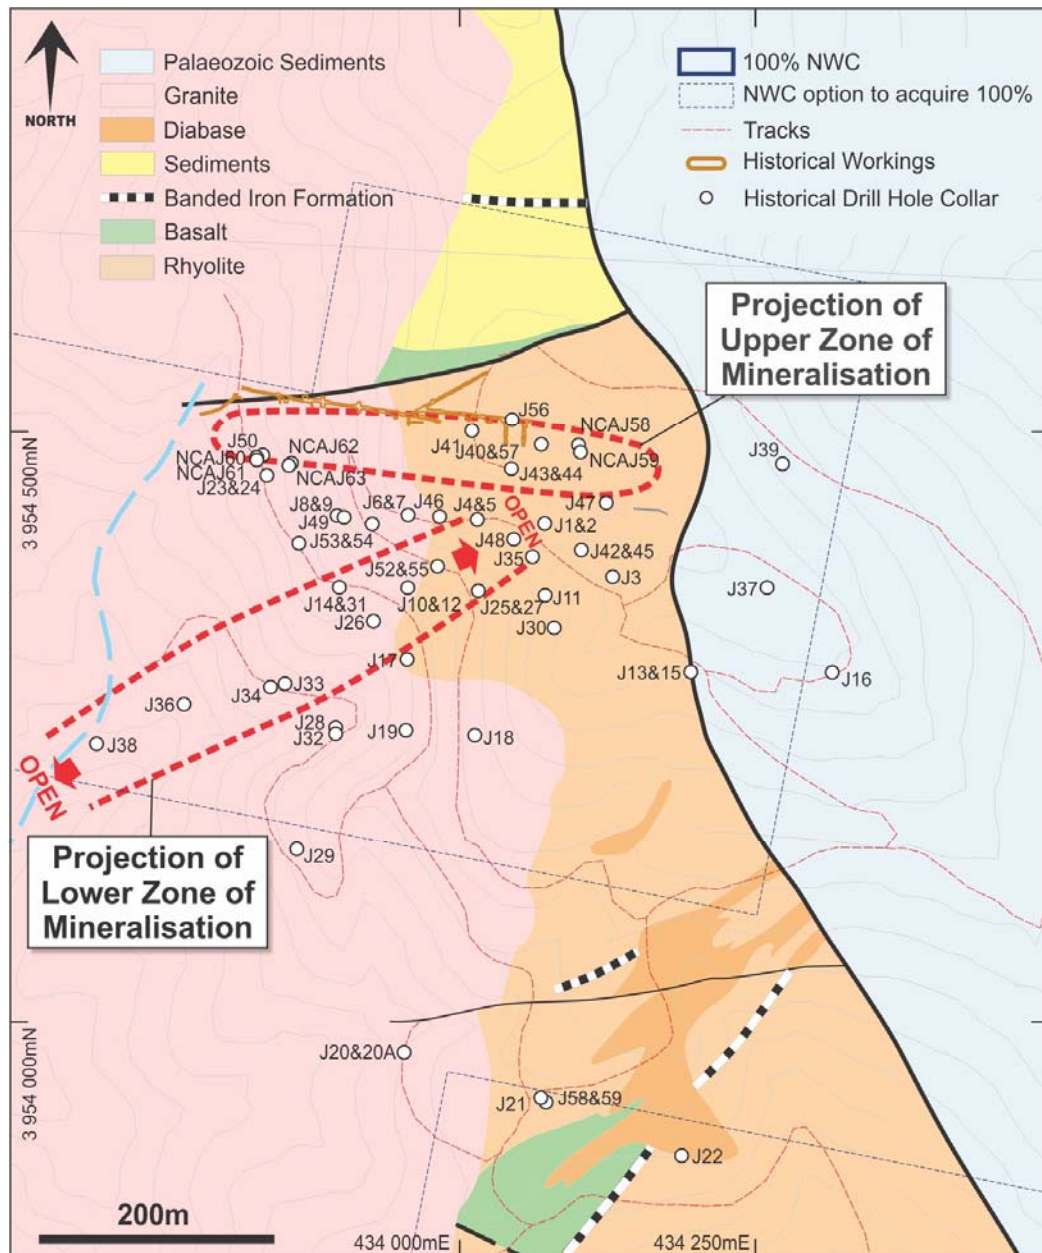 NORTH
Palaeozoic Sediments
Granite
Diabase
Sediments
Banded Iron Formation
Basalt
Rhyolite
100% NWC
NWC option to acquire 100%
Tracks
Historical Workings
Historical Drill Hole Collar
Projection of
Upper Zone of
Mineralisation
J56
NCAJ58
J41
J40&57
NCAJ59
J39
J50
NCAJ60
NCAJ62
NCAJ61
NCAJ63
J23&24
J43&44
3 954 500mN
J8&9
J6&7
J46
J4&5
OPEN
J47
J49
J1&2
J53&54
J48
J35
J42&45
J52&55
J3
J37
J14&31
J10&12
J25&27
J11
J26
J30
J17
J13&15
J16
J34
J33
J36
J28
J32
J19
J18
J38
OPEN
J29
Projection of
Lower Zone of
Mineralisation
3 954 000mN
J20&20A
J21
J58&59
J22
200m
434 000mE
434 250mE